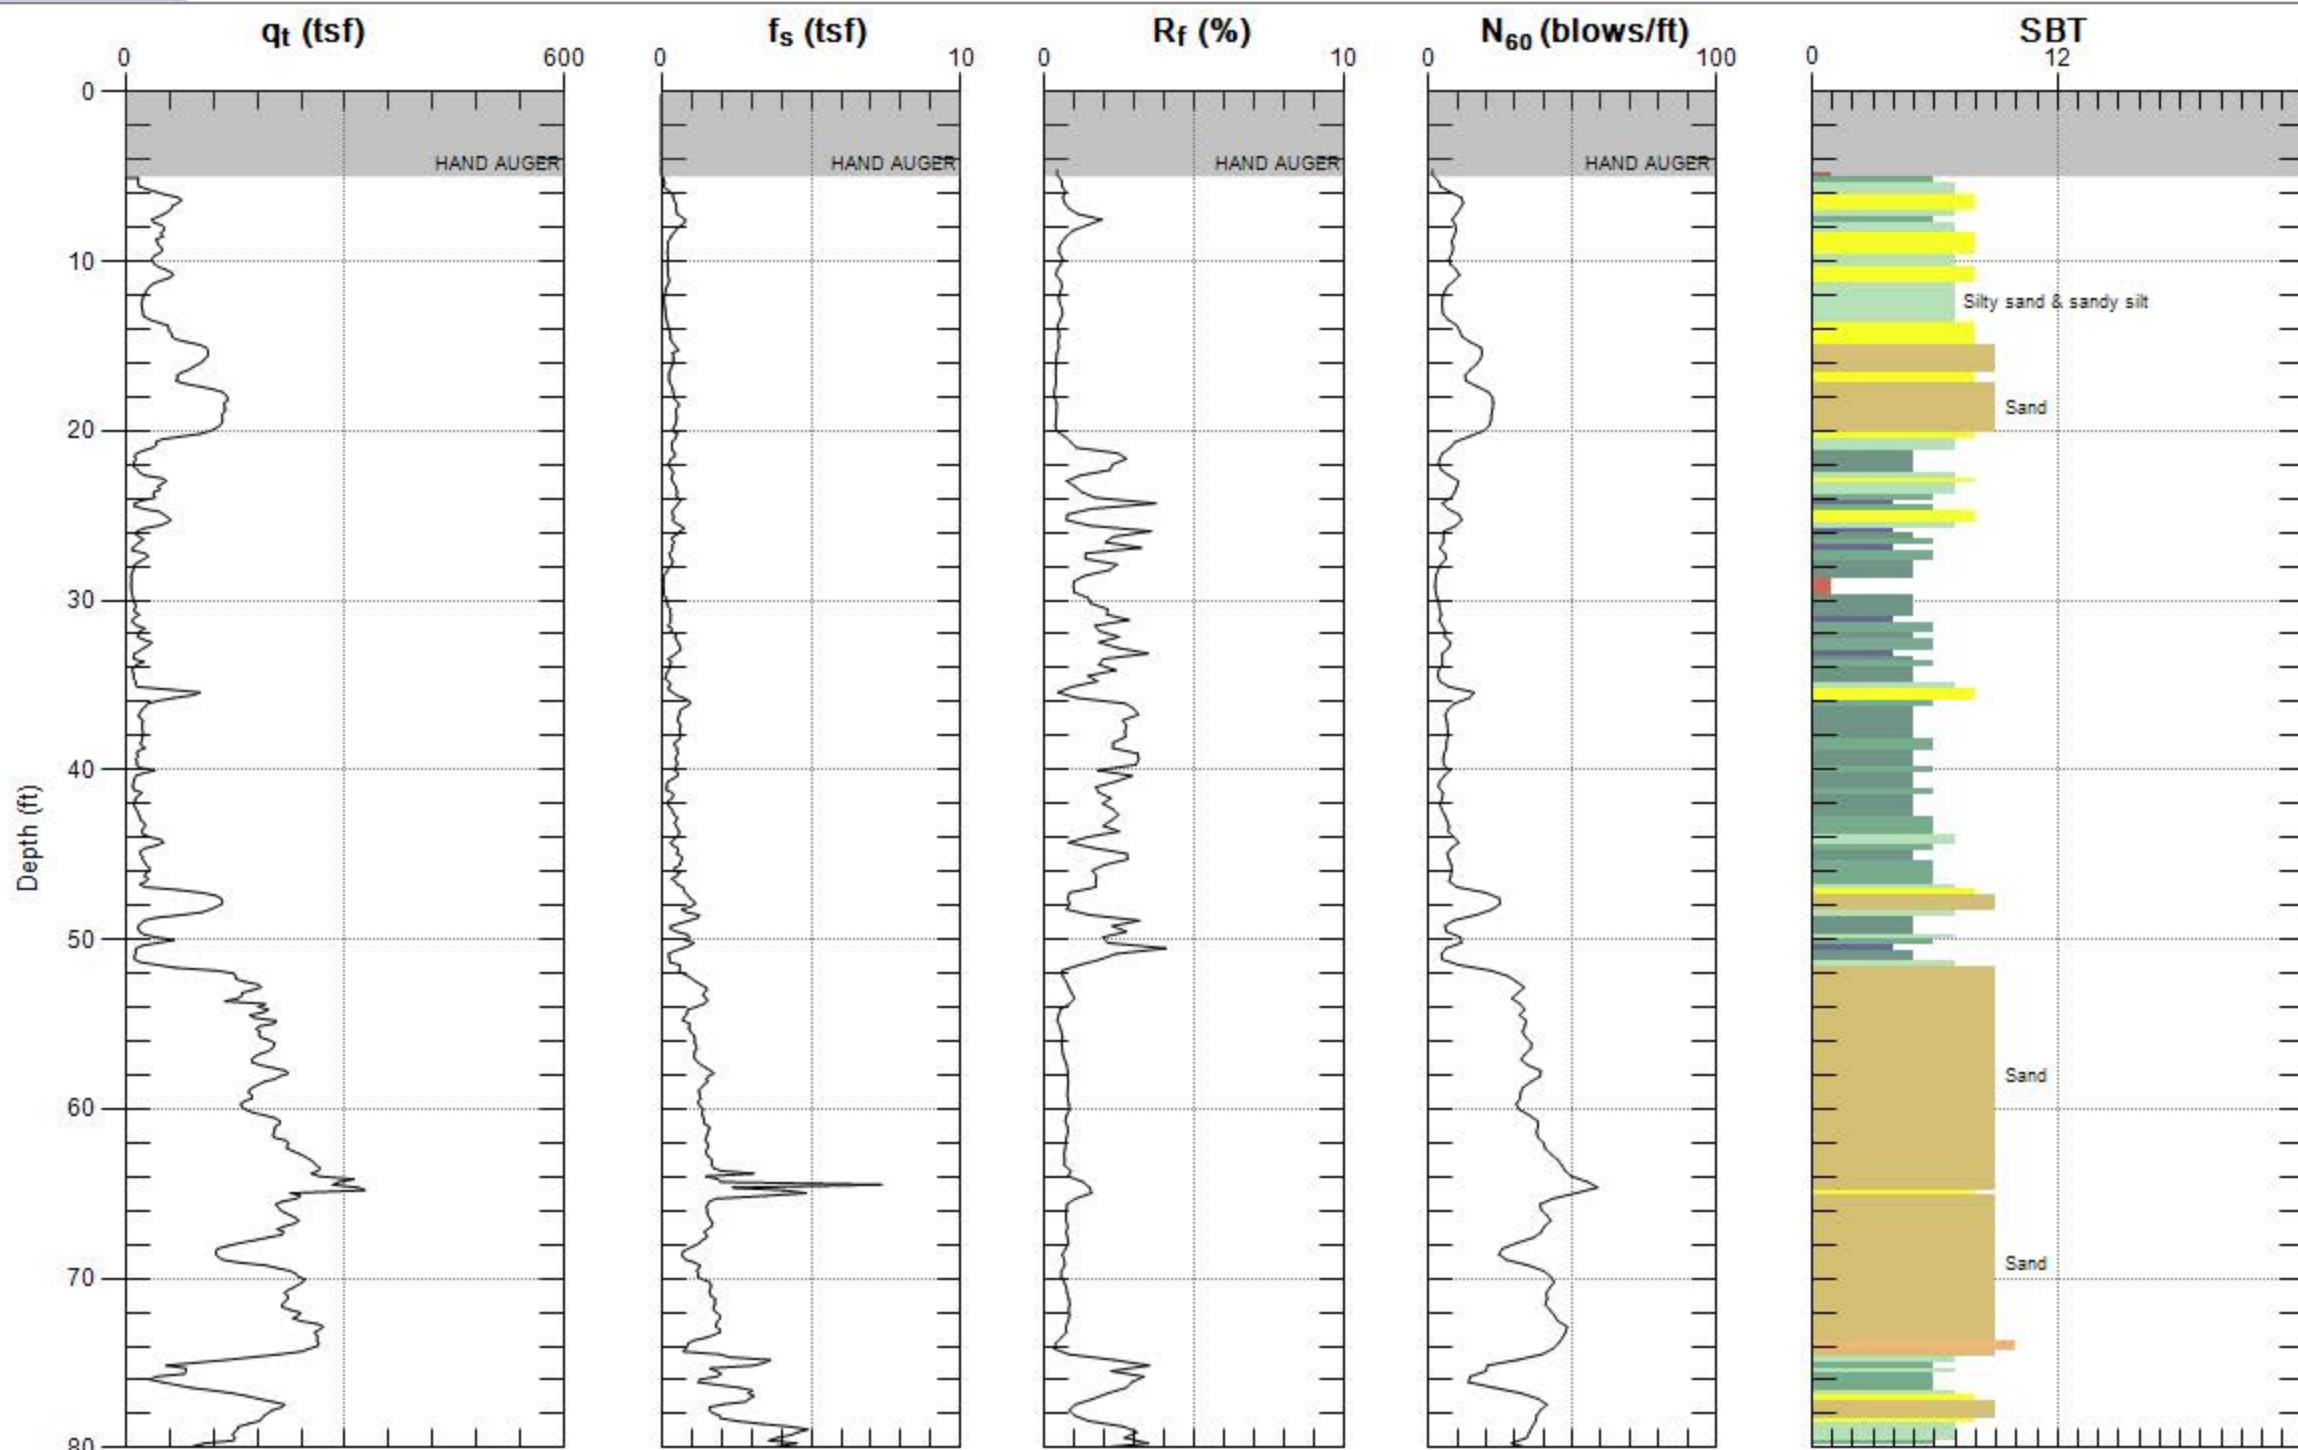 qt (tsf) fs (tsf) Rf (%) N60 (blows/ft) SBT
0 600 0 10 0 10 0 100 0 12
0
HAND AUGER HAND AUGER HAND AUGER HAND AUGER
10
Silty sand & sandy silt
Sand
20
30
40
Depth (ft)
50
Sand
60
Sand
70
80